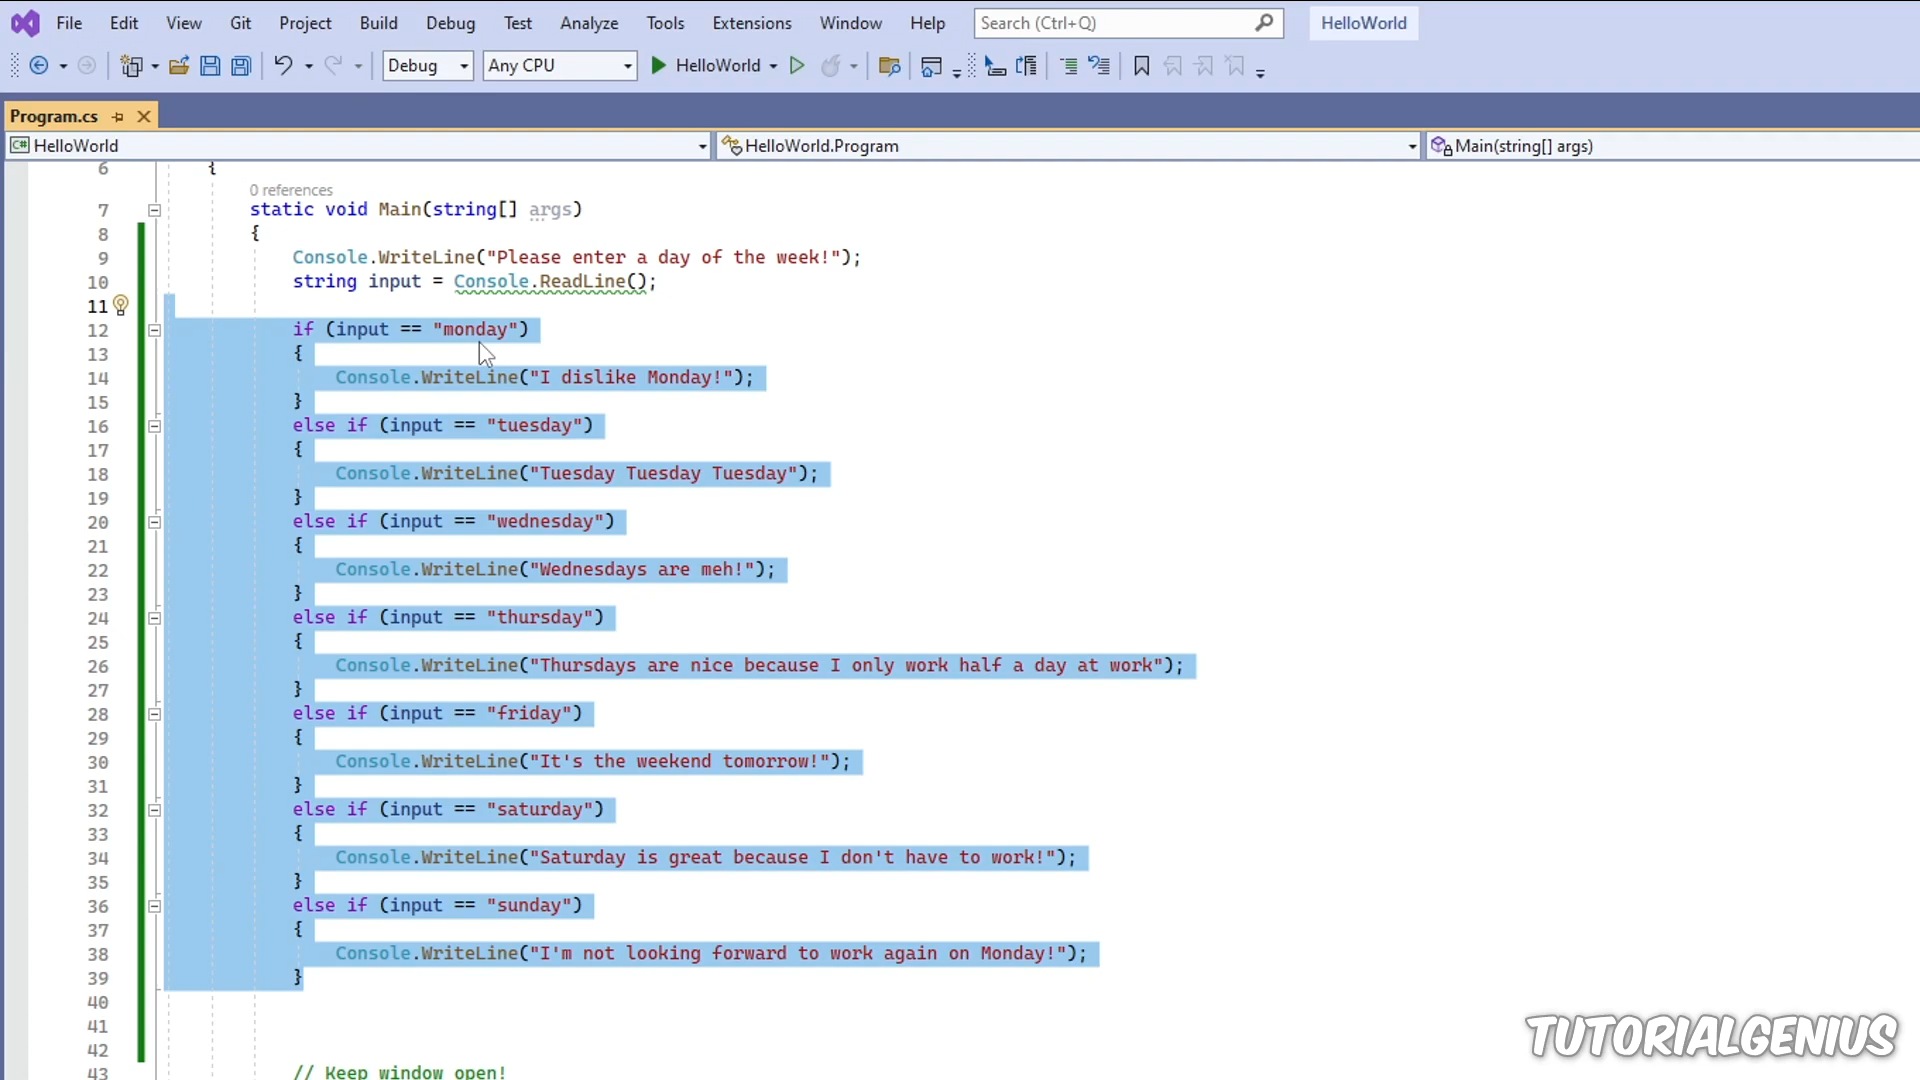 File Edit View Git Project Build Debug Test Analyze Tools Extensions Window Help Search (Ctrl+Q) HelloWorld
Debug Any CPU HelloWorld
Program.cs
C# HelloWorld HelloWorld.Program Main(string[] args)
6 {
0 references
7 static void Main(string[] args)
8 {
9 Console.WriteLine("Please enter a day of the week!");
10 string input = Console.ReadLine();
11
12 if (input == "monday")
13 {
14 Console.WriteLine("I dislike Monday!");
15 }
16 else if (input == "tuesday")
17 {
18 Console.WriteLine("Tuesday Tuesday Tuesday");
19 }
20 else if (input == "wednesday")
21 {
22 Console.WriteLine("Wednesdays are meh!");
23 }
24 else if (input == "thursday")
25 {
26 Console.WriteLine("Thursdays are nice because I only work half a day at work");
27 }
28 else if (input == "friday")
29 {
30 Console.WriteLine("It's the weekend tomorrow!");
31 }
32 else if (input == "saturday")
33 {
34 Console.WriteLine("Saturday is great because I don't have to work!");
35 }
36 else if (input == "sunday")
37 {
38 Console.WriteLine("I'm not looking forward to work again on Monday!");
39 }
40
41
42
43 // Keep window open!
TUTORIALGENIUS